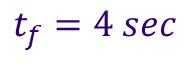 t_f = 4 sec